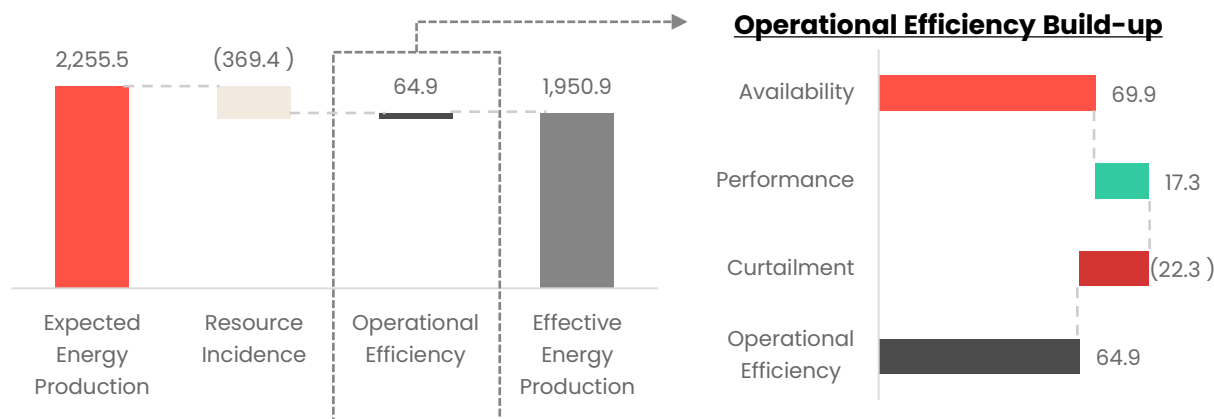 2,255.5
(369.4 )
64.9
1,950.9
Expected
Energy
Production
Resource
Incidence
Operational
Efficiency
Effective
Energy
Production
Operational Efficiency Build-up
Availability
69.9
Performance
17.3
Curtailment
(22.3 )
Operational
Efficiency
64.9